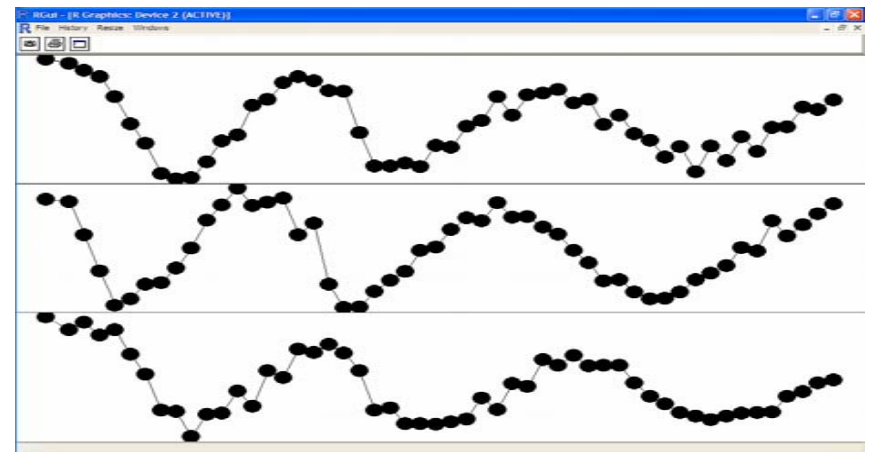 RGui - [R Graphics: Device 2 (ACTIVE)]
File History Resize Windows